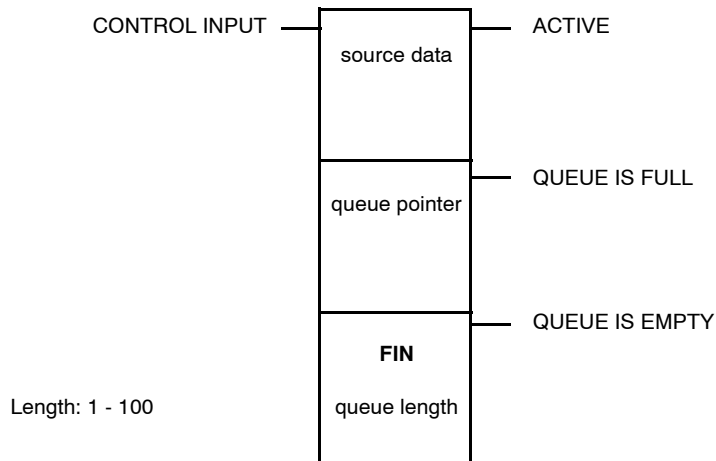 CONTROL INPUT
ACTIVE
source data
QUEUE IS FULL
queue pointer
QUEUE IS EMPTY
FIN
Length: 1 - 100
queue length